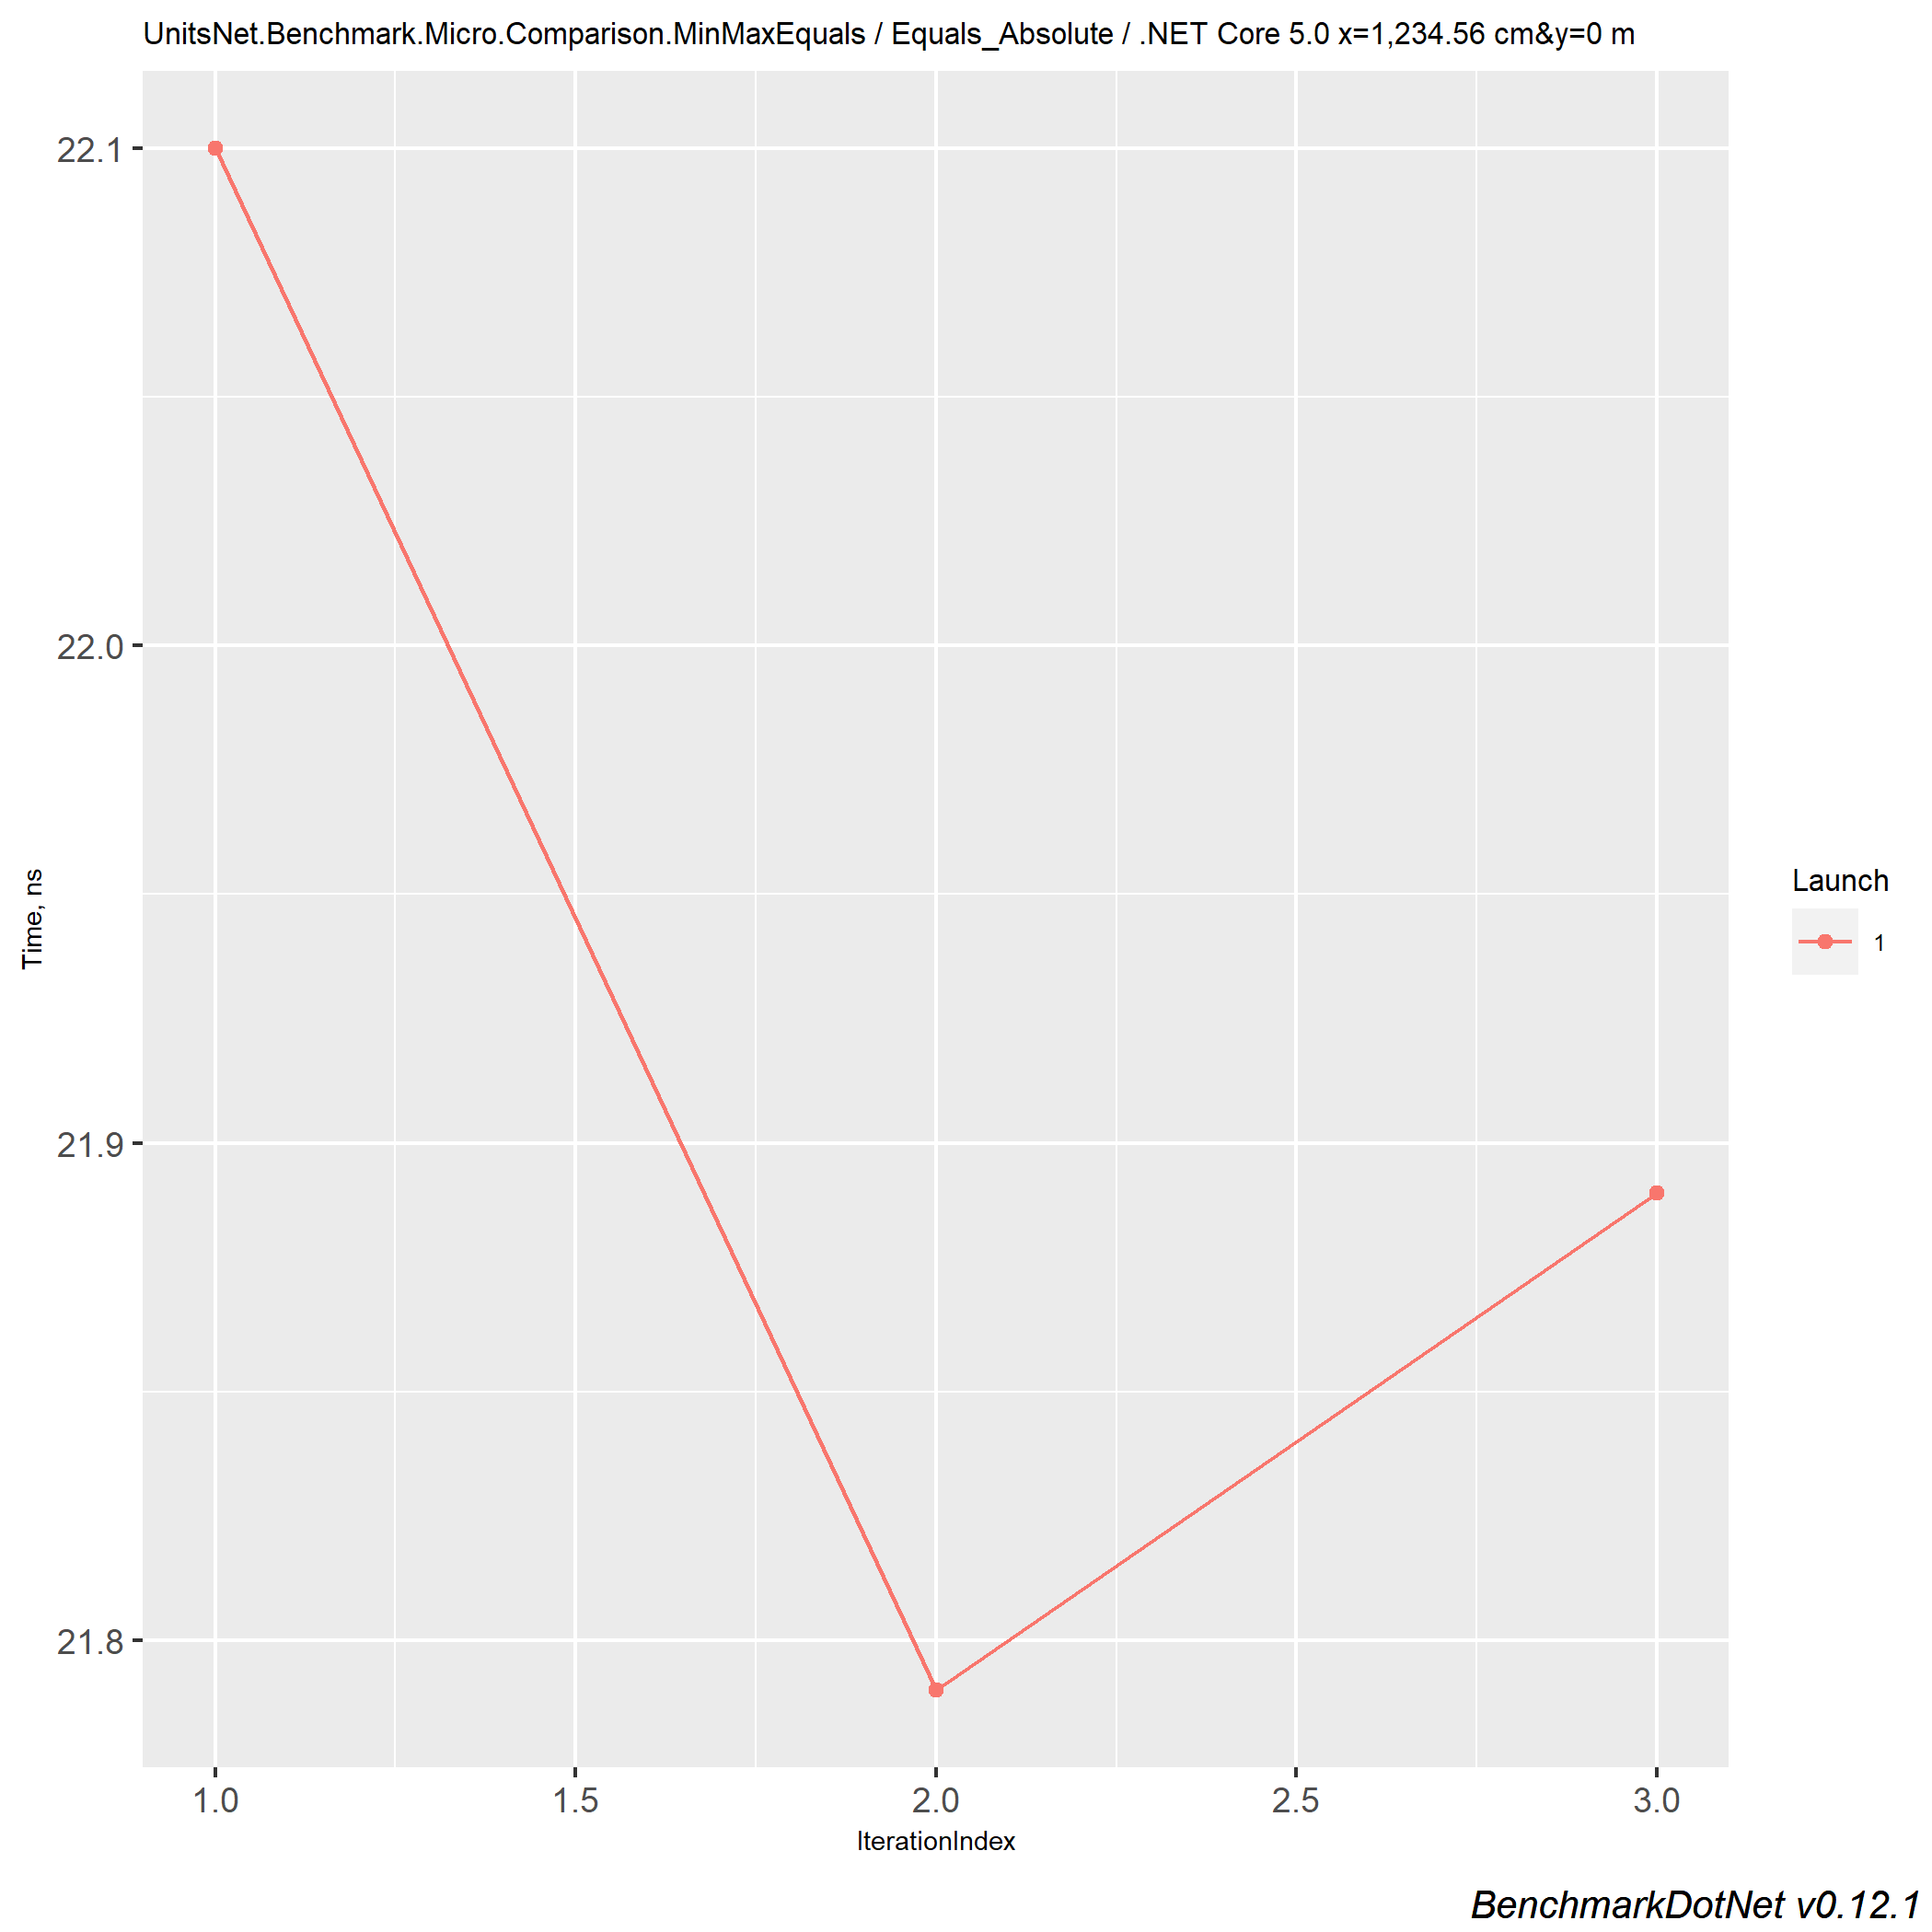 UnitsNet.Benchmark.Micro.Comparison.MinMaxEquals / Equals_Absolute / .NET Core 5.0 x=1,234.56 cm&y=0 m
22.1
22.0
21.9
21.8
Time, ns
1.0 1.5 2.0 2.5 3.0
IterationIndex
Launch
1
BenchmarkDotNet v0.12.1